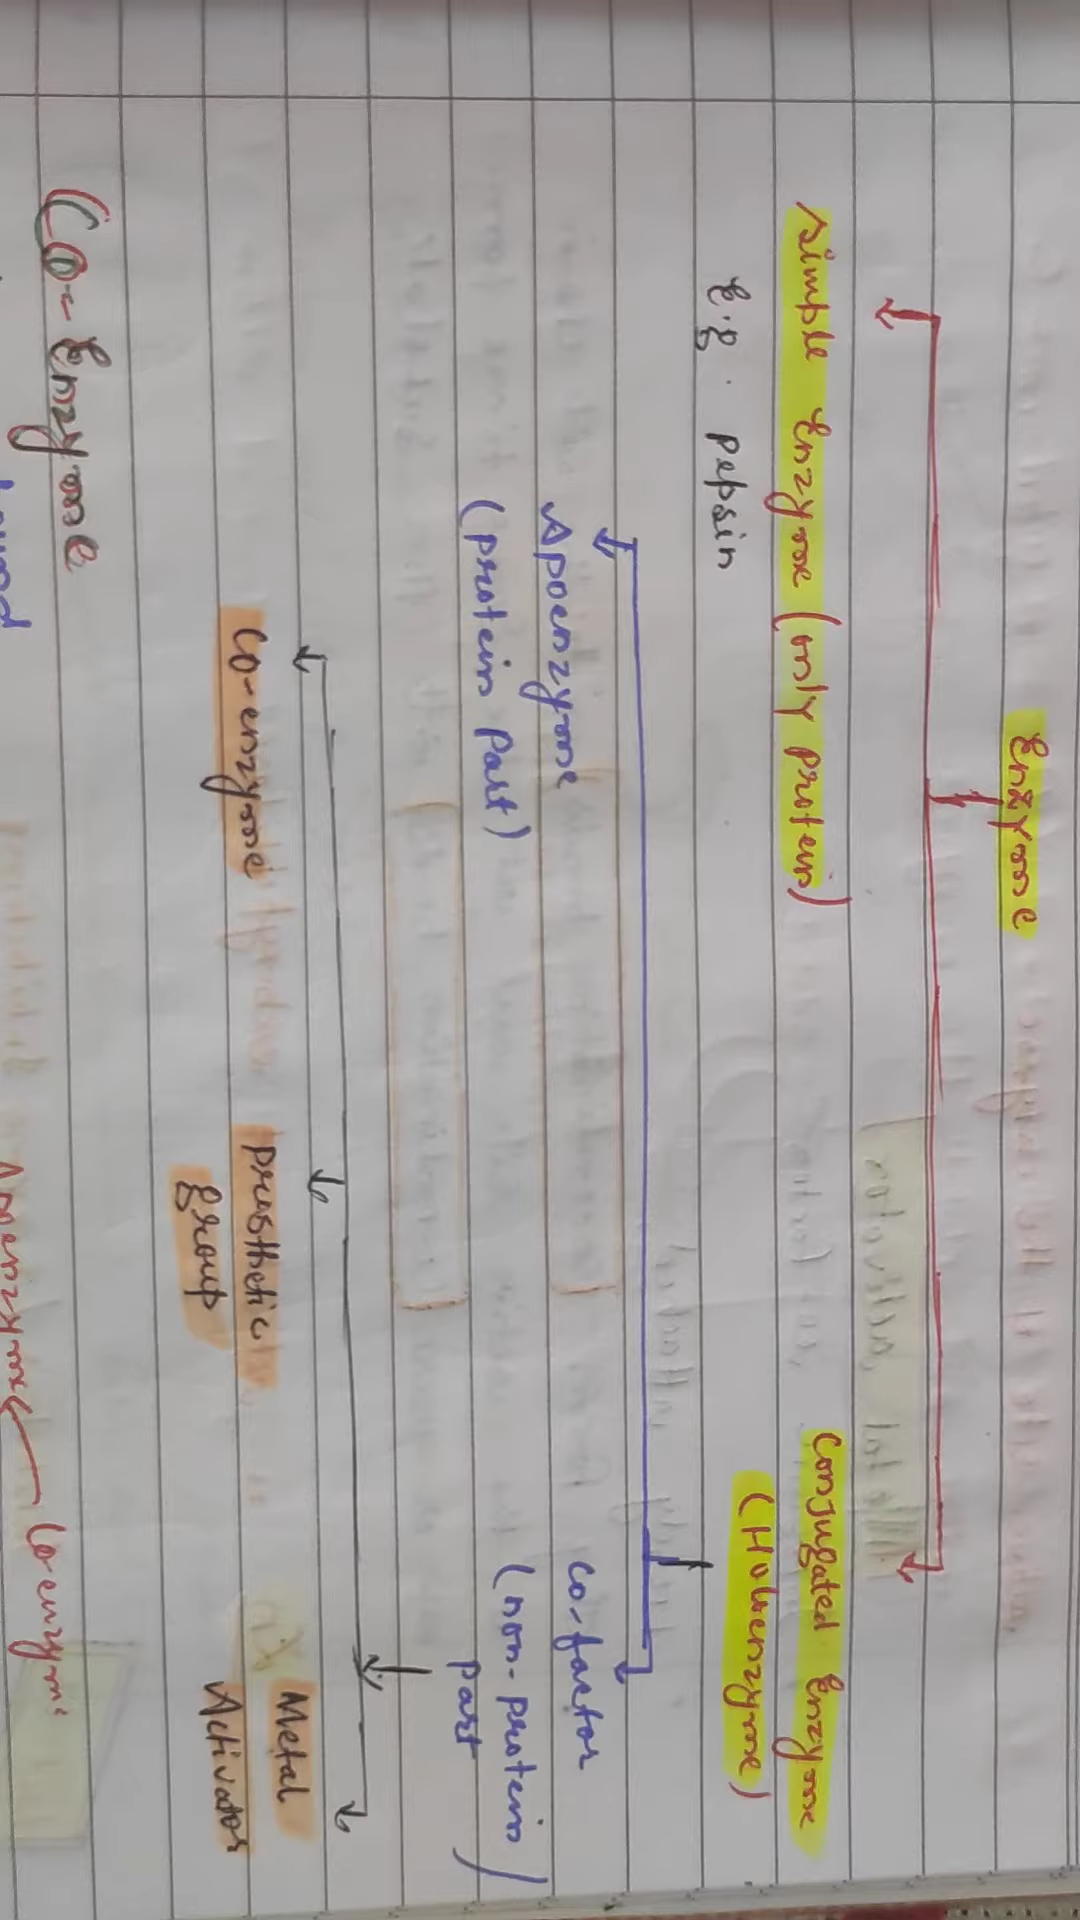 Enzyme
Simple Enzyme (only protein)
Conjugated Enzyme
(Holoenzyme)
E.g. pepsin
Apoenzyme
(protein part)
Co-factor
(non-protein
part)
Co-enzyme
Prosthetic
group
Metal
Activator
Co-Enzyme